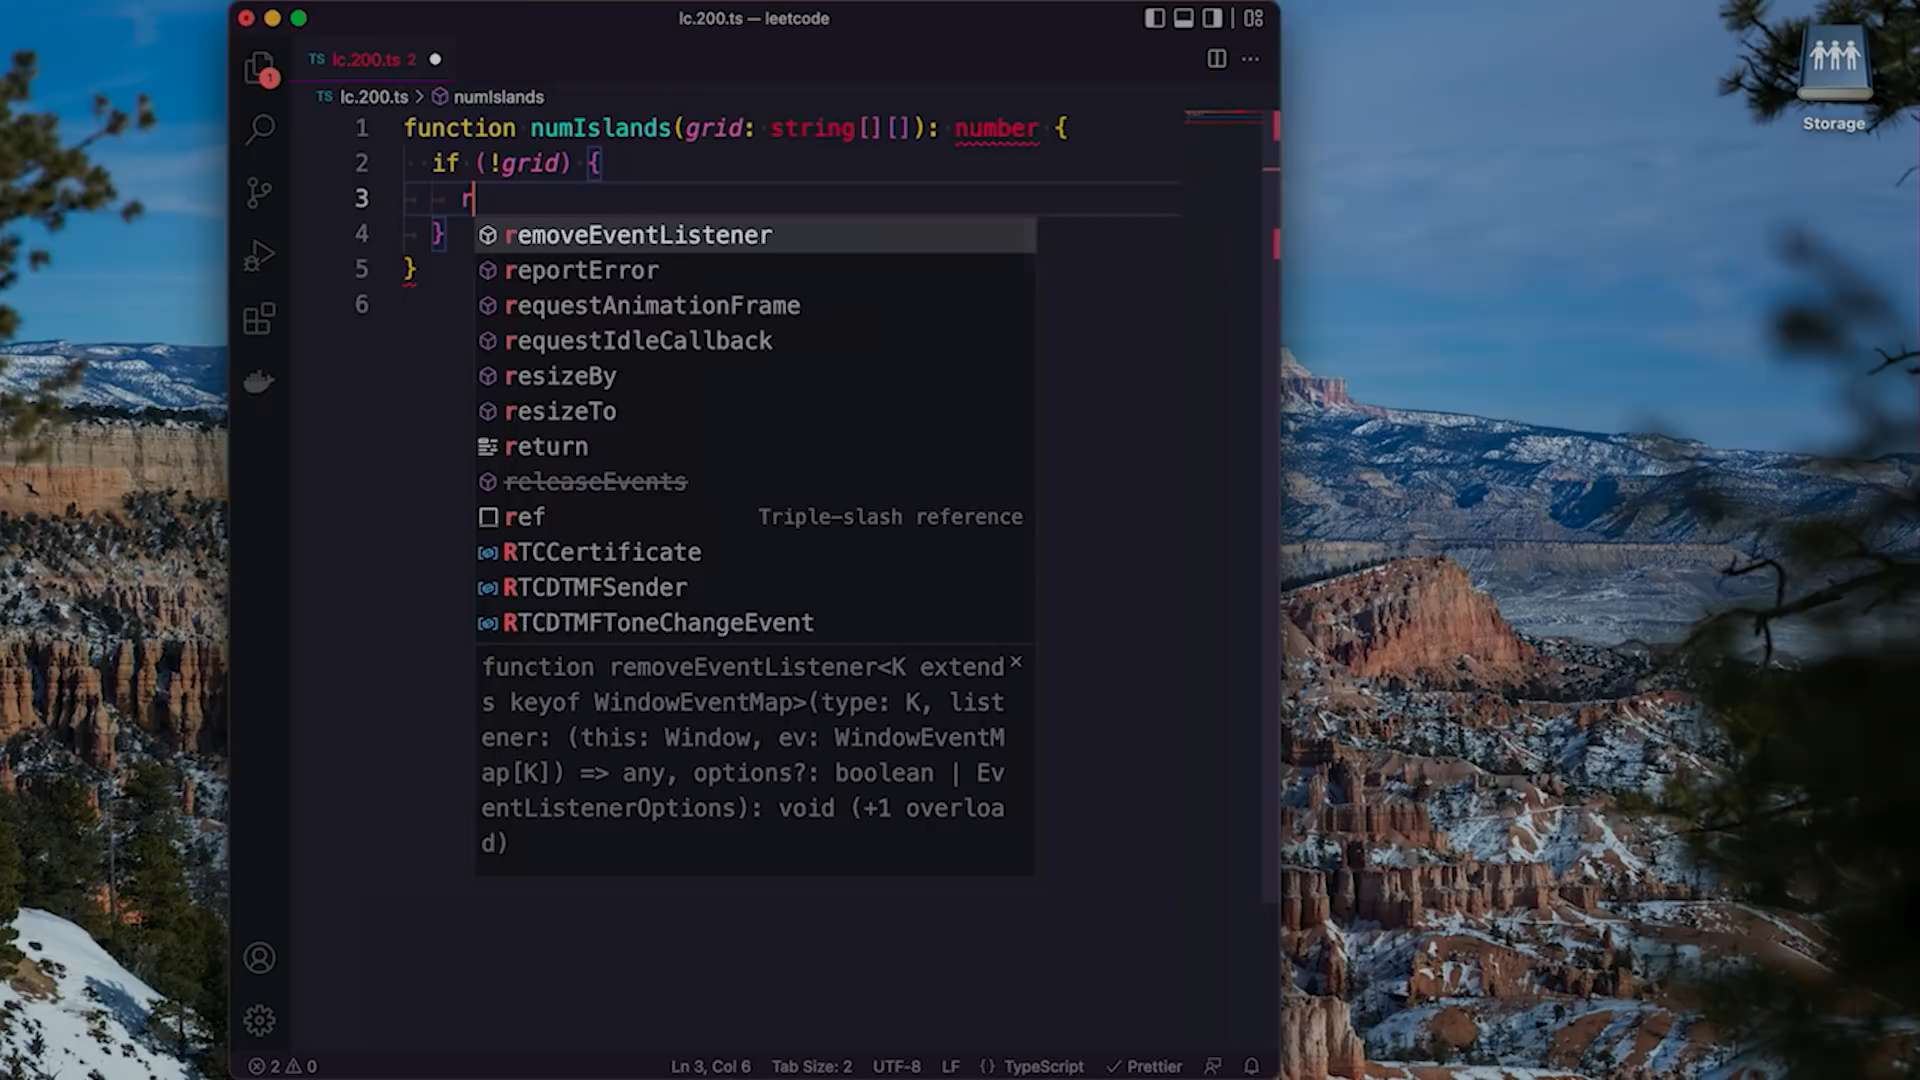 lc.200.ts — leetcode
1
TS lc.200.ts 2
TS lc.200.ts > numIslands
1 function numIslands(grid: string[][]): number {
2 if (!grid) {
3 r
4 }
5 }
6
removeEventListener
reportError
requestAnimationFrame
requestIdleCallback
resizeBy
resizeTo
return
releaseEvents
ref Triple-slash reference
RTCCertificate
RTCDTMFSender
RTCDTMFToneChangeEvent
function removeEventListener<K extend
s keyof WindowEventMap>(type: K, list
ener: (this: Window, ev: WindowEventM
ap[K]) => any, options?: boolean | Ev
entListenerOptions): void (+1 overloa
d)
2 0 Ln 3, Col 6 Tab Size: 2 UTF-8 LF {} TypeScript Prettier
Storage